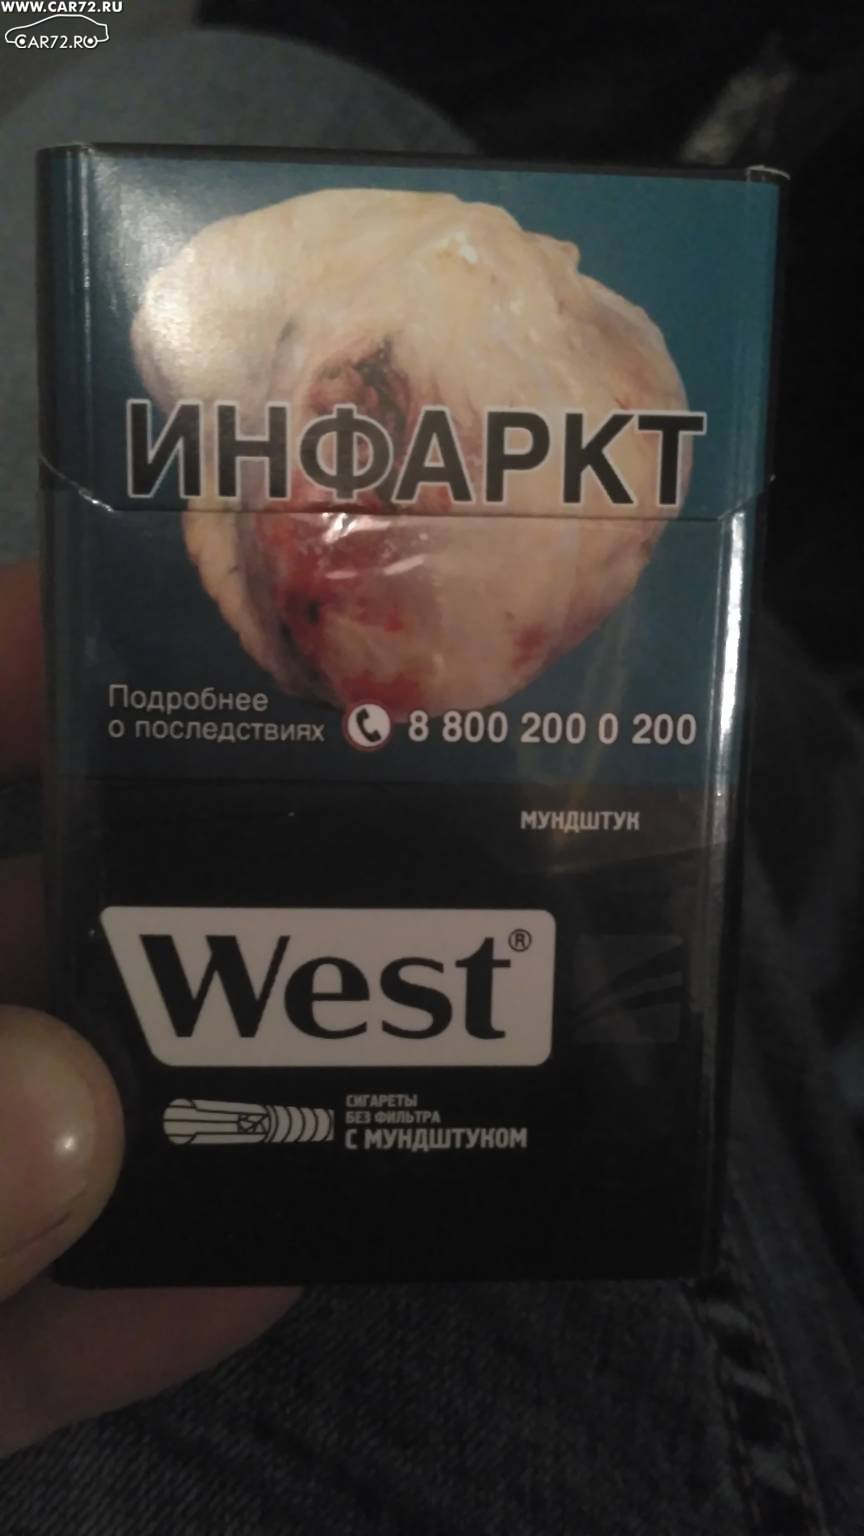 WWW.CAR72.RU
CAR72.RU
ИНФАРКТ
Подробнее
о последствиях 8 800 200 0 200
МУНДШТУК
West®
СИГАРЕТЫ
БЕЗ ФИЛЬТРА
С МУНДШТУКОМ